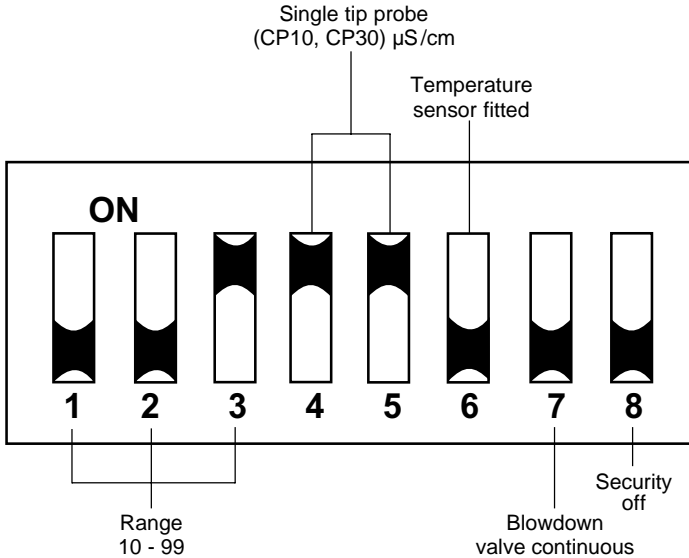 Single tip probe
(CP10, CP30) µS/cm
Temperature
sensor fitted
ON
1 2 3 4 5 6 7 8
Range
10 - 99
Blowdown
valve continuous
Security
off